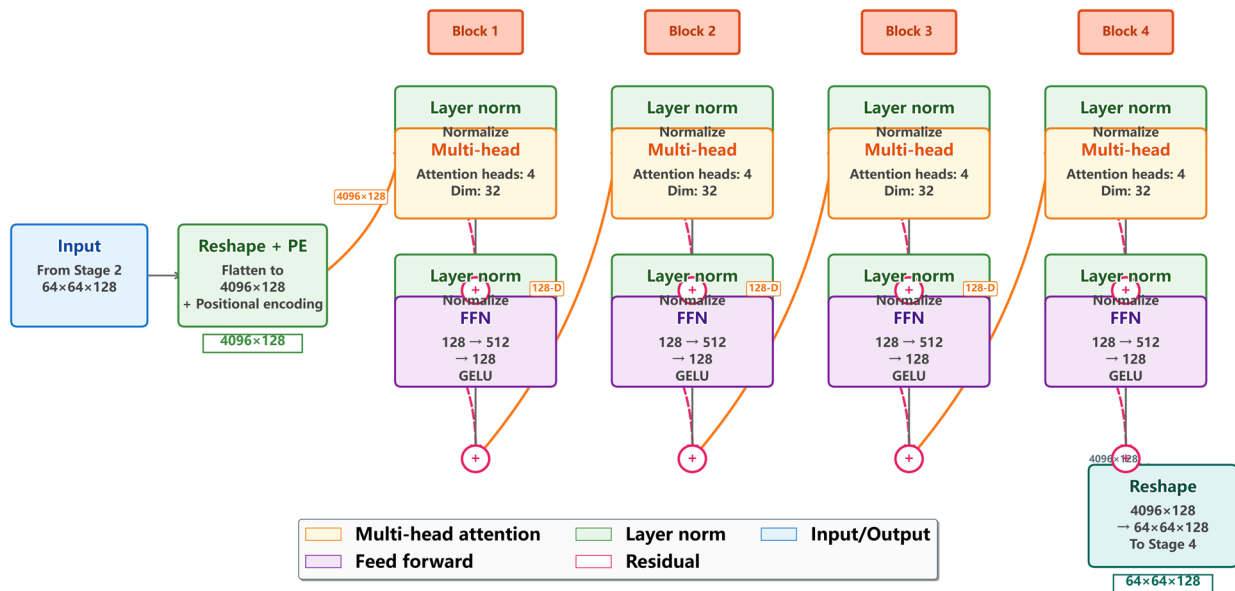 Block 1
Block 2
Block 3
Block 4
Input
From Stage 2
64×64×128
Reshape + PE
Flatten to
4096×128
+ Positional encoding
4096×128
4096×128
Layer norm
Normalize
Multi-head
Attention heads: 4
Dim: 32
Layer norm
+
Normalize
FFN
128 → 512
→ 128
GELU
+
128-D
Layer norm
Normalize
Multi-head
Attention heads: 4
Dim: 32
Layer norm
+
Normalize
FFN
128 → 512
→ 128
GELU
+
128-D
Layer norm
Normalize
Multi-head
Attention heads: 4
Dim: 32
Layer norm
+
Normalize
FFN
128 → 512
→ 128
GELU
+
128-D
Layer norm
Normalize
Multi-head
Attention heads: 4
Dim: 32
Layer norm
+
Normalize
FFN
128 → 512
→ 128
GELU
+
4096×128
Reshape
4096×128
→ 64×64×128
To Stage 4
64×64×128
Multi-head attention
Layer norm
Input/Output
Feed forward
Residual